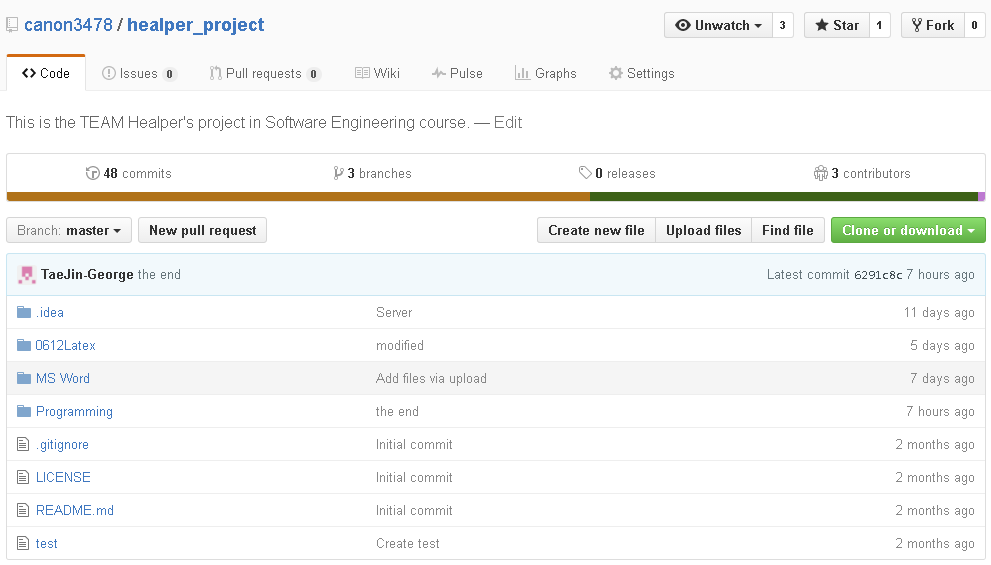 canon3478 / healper_project Unwatch 3 Star 1 Fork 0
Code Issues 0 Pull requests 0 Wiki Pulse Graphs Settings
This is the TEAM Healper's project in Software Engineering course. — Edit
48 commits 3 branches 0 releases 3 contributors
Branch: master New pull request Create new file Upload files Find file Clone or download
TaeJin-George the end Latest commit 6291c8c 7 hours ago
.idea Server 11 days ago
0612Latex modified 5 days ago
MS Word Add files via upload 7 days ago
Programming the end 7 hours ago
.gitignore Initial commit 2 months ago
LICENSE Initial commit 2 months ago
README.md Initial commit 2 months ago
test Create test 2 months ago